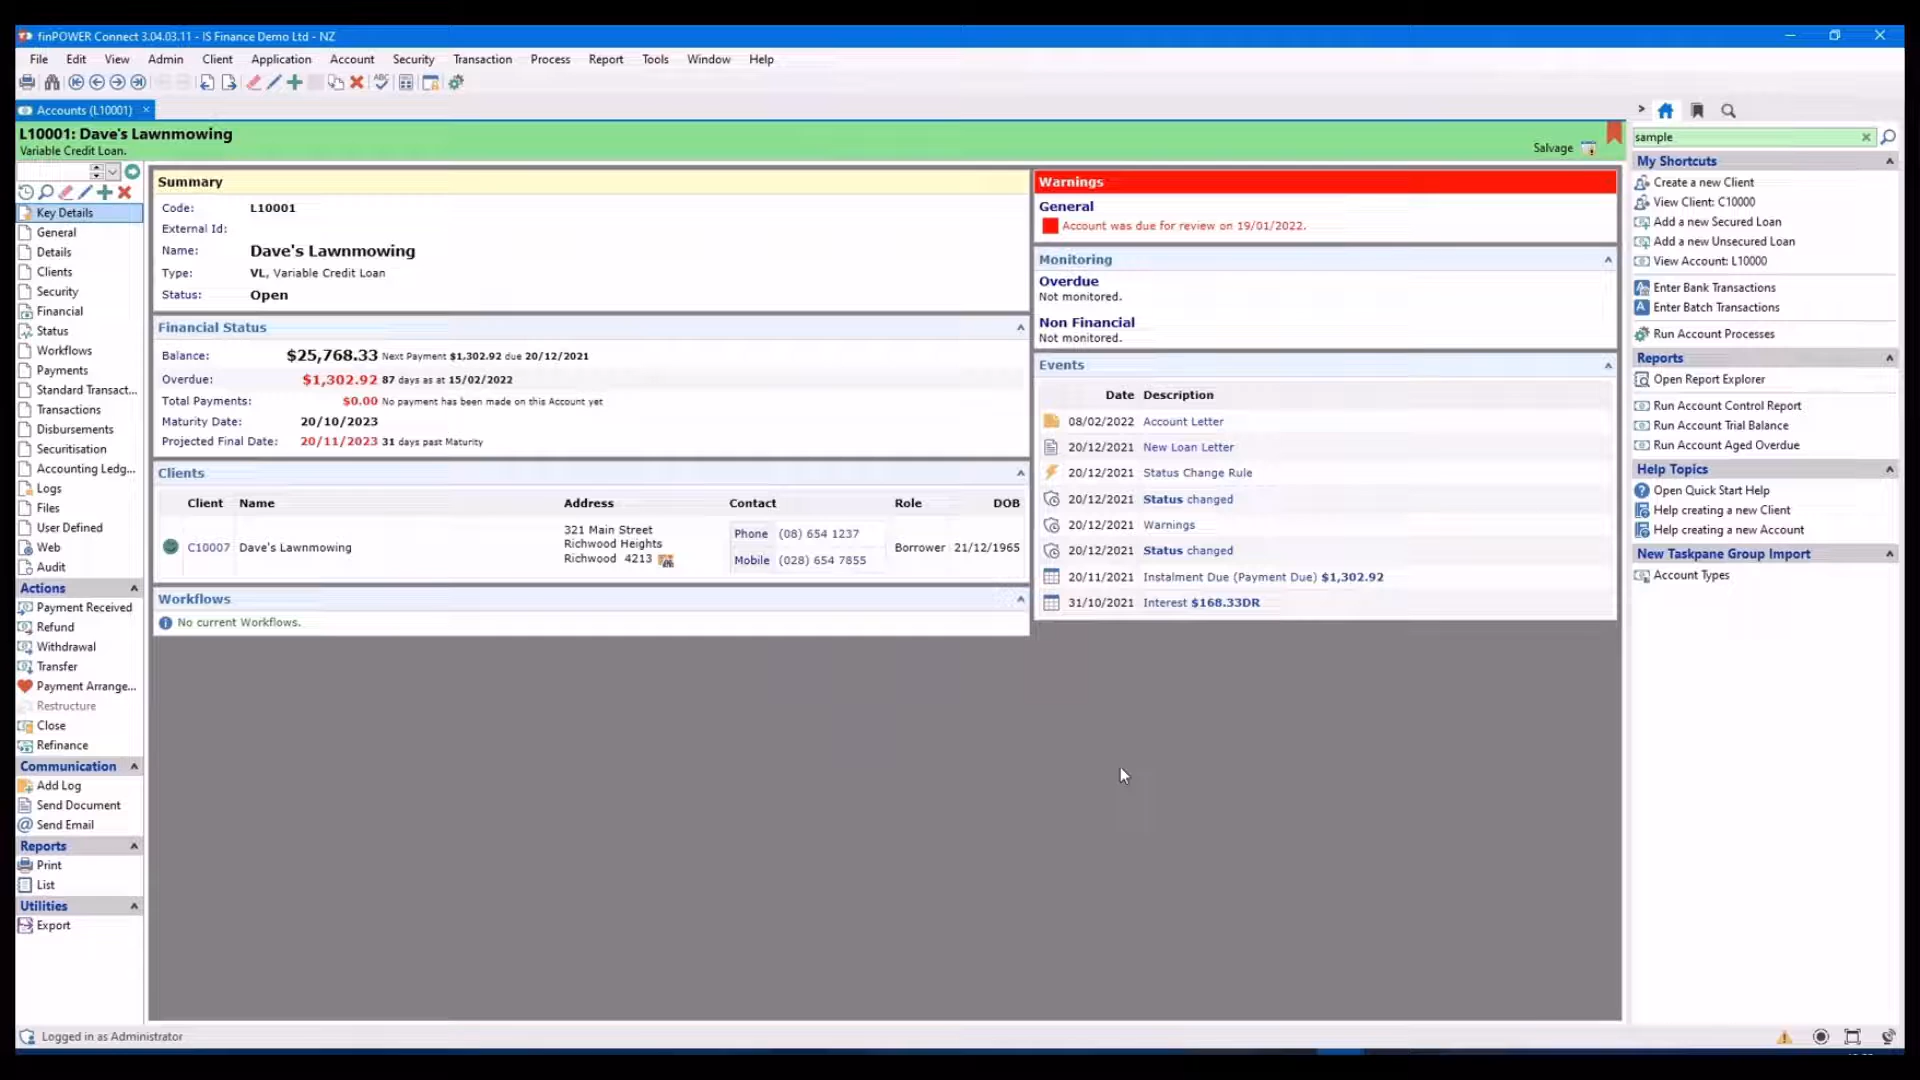 finPOWER Connect 3.04.03.11 - IS Finance Demo Ltd - NZ
File Edit View Admin Client Application Account Security Transaction Process Report Tools Window Help
Accounts (L10001)
L10001: Dave's Lawnmowing
Variable Credit Loan.
Salvage
Key Details
General
Details
Clients
Security
Financial
Status
Workflows
Payments
Standard Transact...
Transactions
Disbursements
Securitisation
Accounting Ledg...
Logs
Files
User Defined
Web
Audit
Actions
Payment Received
Refund
Withdrawal
Transfer
Payment Arrange...
Restructure
Close
Refinance
Communication
Add Log
Send Document
Send Email
Reports
Print
List
Utilities
Export
Summary
Code: L10001
External Id:
Name: Dave's Lawnmowing
Type: VL, Variable Credit Loan
Status: Open
Financial Status
Balance: $25,768.33 Next Payment $1,302.92 due 20/12/2021
Overdue: $1,302.92 87 days as at 15/02/2022
Total Payments: $0.00 No payment has been made on this Account yet
Maturity Date: 20/10/2023
Projected Final Date: 20/11/2023 31 days past Maturity
Clients
Client Name Address Contact Role DOB
C10007 Dave's Lawnmowing
321 Main Street
Richwood Heights
Richwood 4213
Phone (08) 654 1237
Mobile (028) 654 7855
Borrower 21/12/1965
Workflows
No current Workflows.
Warnings
General
Account was due for review on 19/01/2022.
Monitoring
Overdue
Not monitored.
Non Financial
Not monitored.
Events
Date Description
08/02/2022 Account Letter
20/12/2021 New Loan Letter
20/12/2021 Status Change Rule
20/12/2021 Status changed
20/12/2021 Warnings
20/12/2021 Status changed
20/11/2021 Instalment Due (Payment Due) $1,302.92
31/10/2021 Interest $168.33DR
sample
My Shortcuts
Create a new Client
View Client: C10000
Add a new Secured Loan
Add a new Unsecured Loan
View Account: L10000
Enter Bank Transactions
Enter Batch Transactions
Run Account Processes
Reports
Open Report Explorer
Run Account Control Report
Run Account Trial Balance
Run Account Aged Overdue
Help Topics
Open Quick Start Help
Help creating a new Client
Help creating a new Account
New Taskpane Group Import
Account Types
Logged in as Administrator